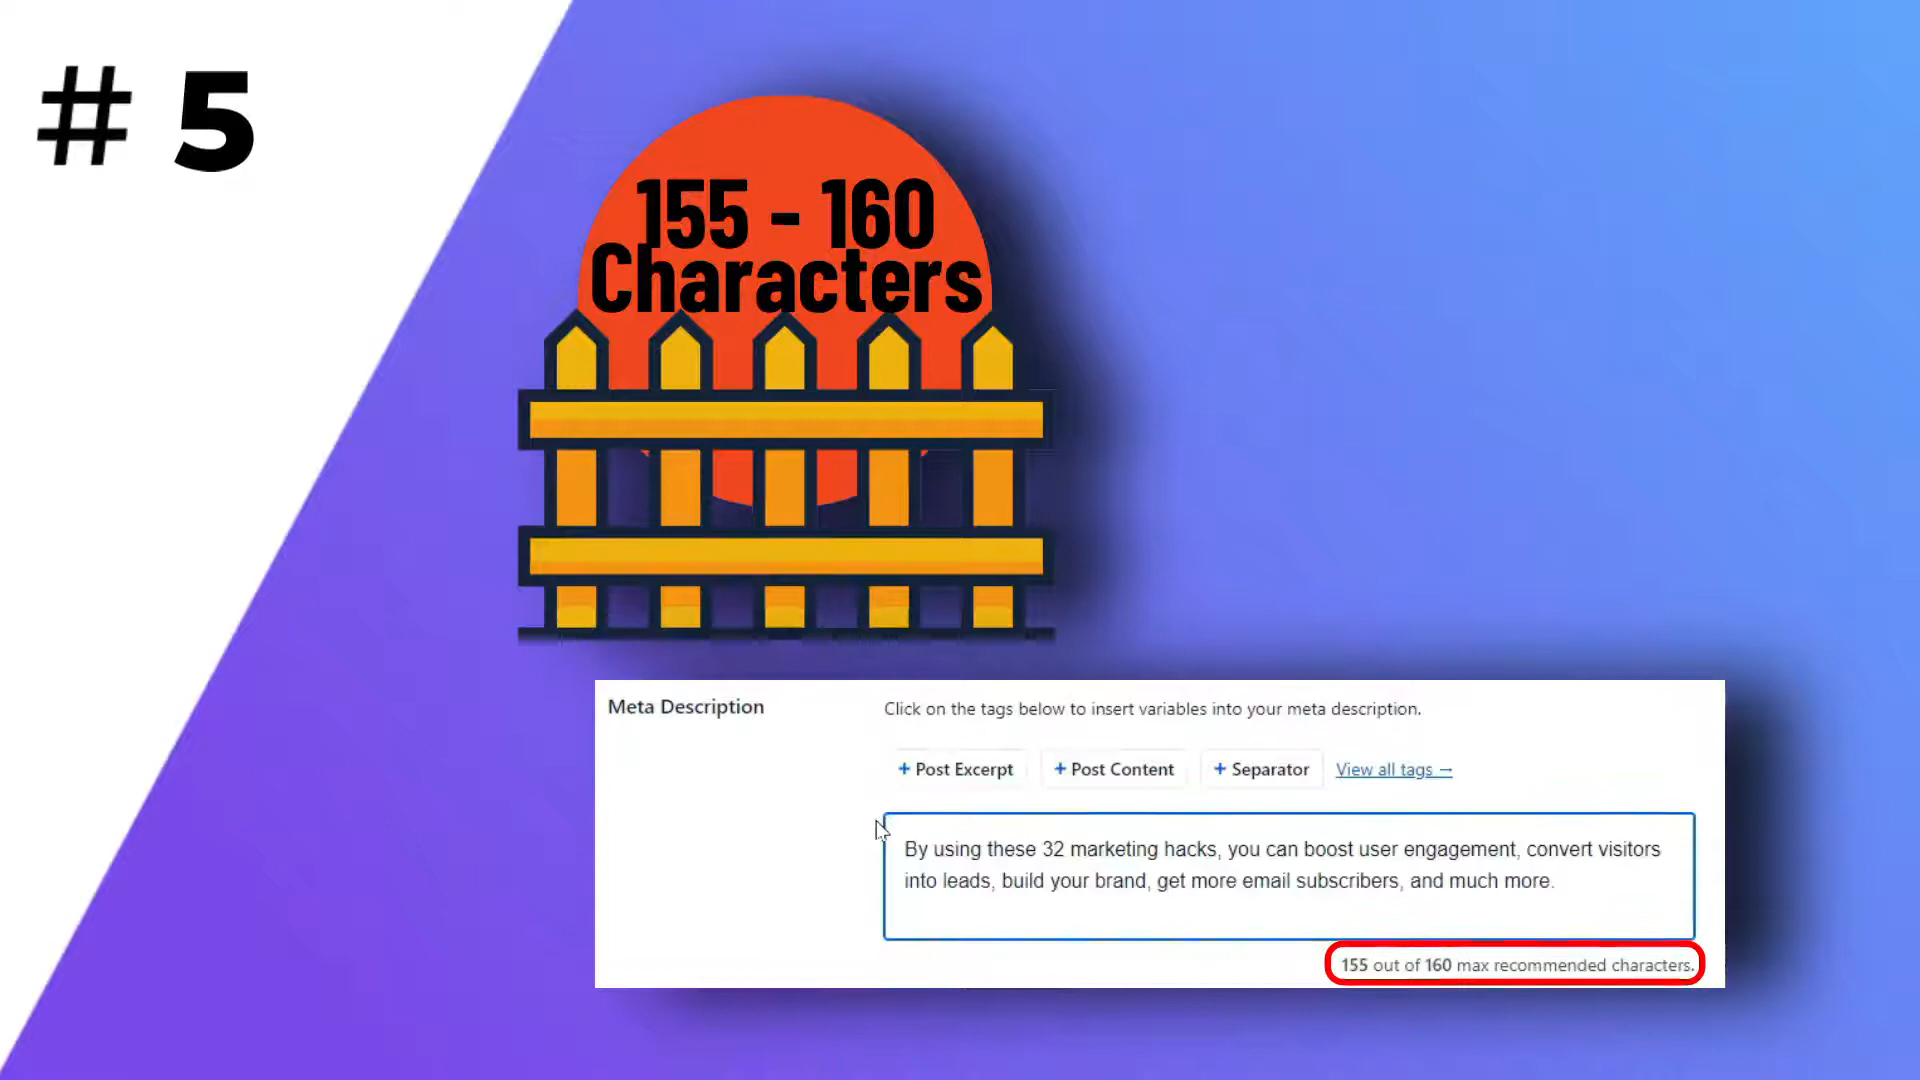 # 5
155 - 160
Characters
Meta Description
Click on the tags below to insert variables into your meta description.
+ Post Excerpt + Post Content + Separator View all tags →
By using these 32 marketing hacks, you can boost user engagement, convert visitors
into leads, build your brand, get more email subscribers, and much more.
155 out of 160 max recommended characters.